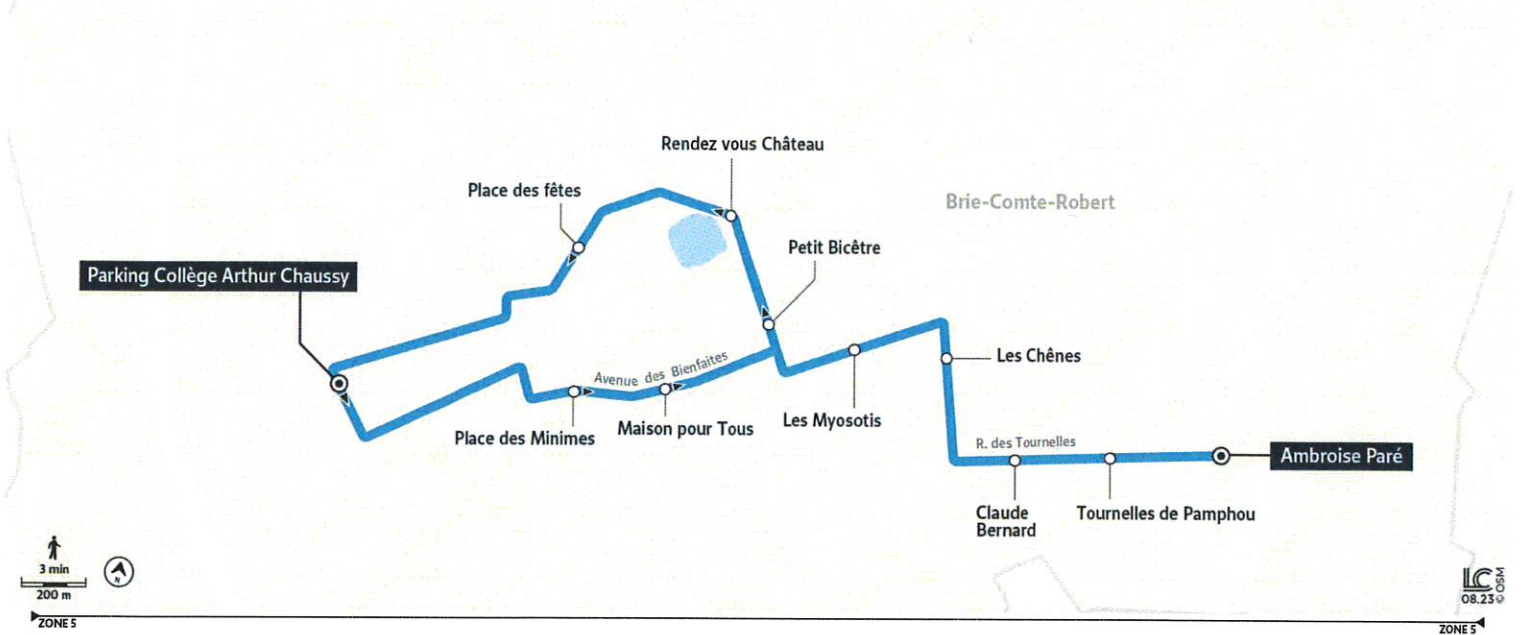 Rendez vous Château
Place des fêtes
Brie-Comte-Robert
Petit Bicêtre
Parking Collège Arthur Chaussy
Les Chênes
Avenue des Bienfaites
Place des Minimes
Maison pour Tous
Les Myosotis
R. des Tournelles
Ambroise Paré
Claude
Bernard
Tournelles de Pamphou
3 min
200 m
N
LC
08.23
© OSM
ZONE 5
ZONE 5